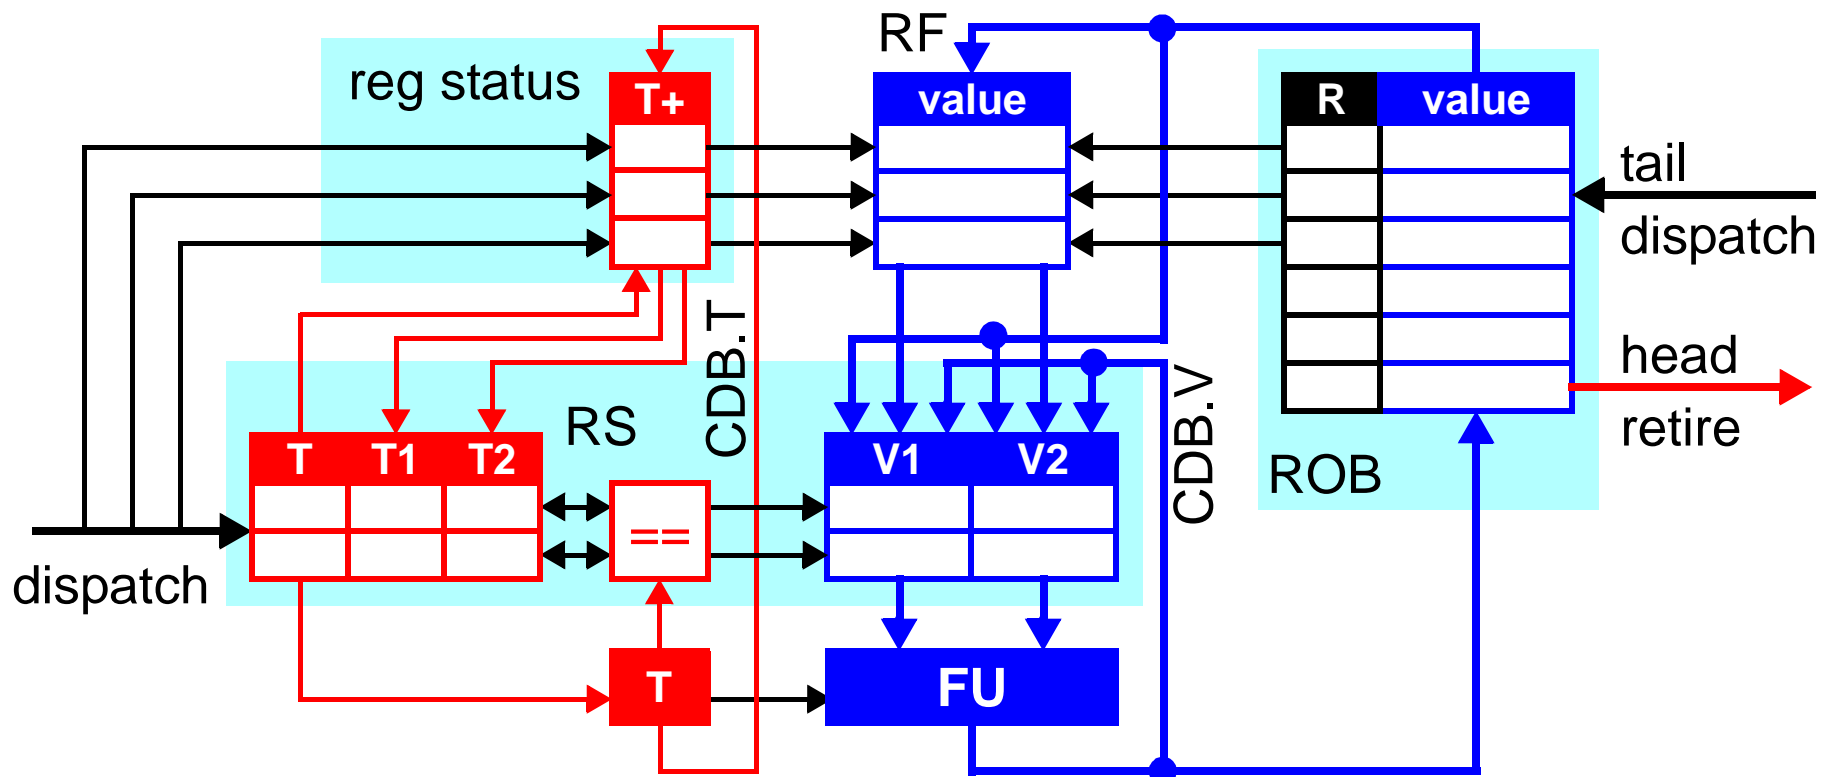 RF
reg status
T+
value
R value
tail
dispatch
head
retire
CDB.T
CDB.V
RS
ROB
T T1 T2
V1 V2
==
dispatch
T
FU